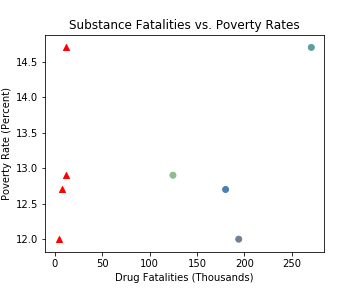 Substance Fatalities vs. Poverty Rates
14.5
14.0
13.5
13.0
12.5
12.0
Poverty Rate (Percent)
0 50 100 150 200 250
Drug Fatalities (Thousands)